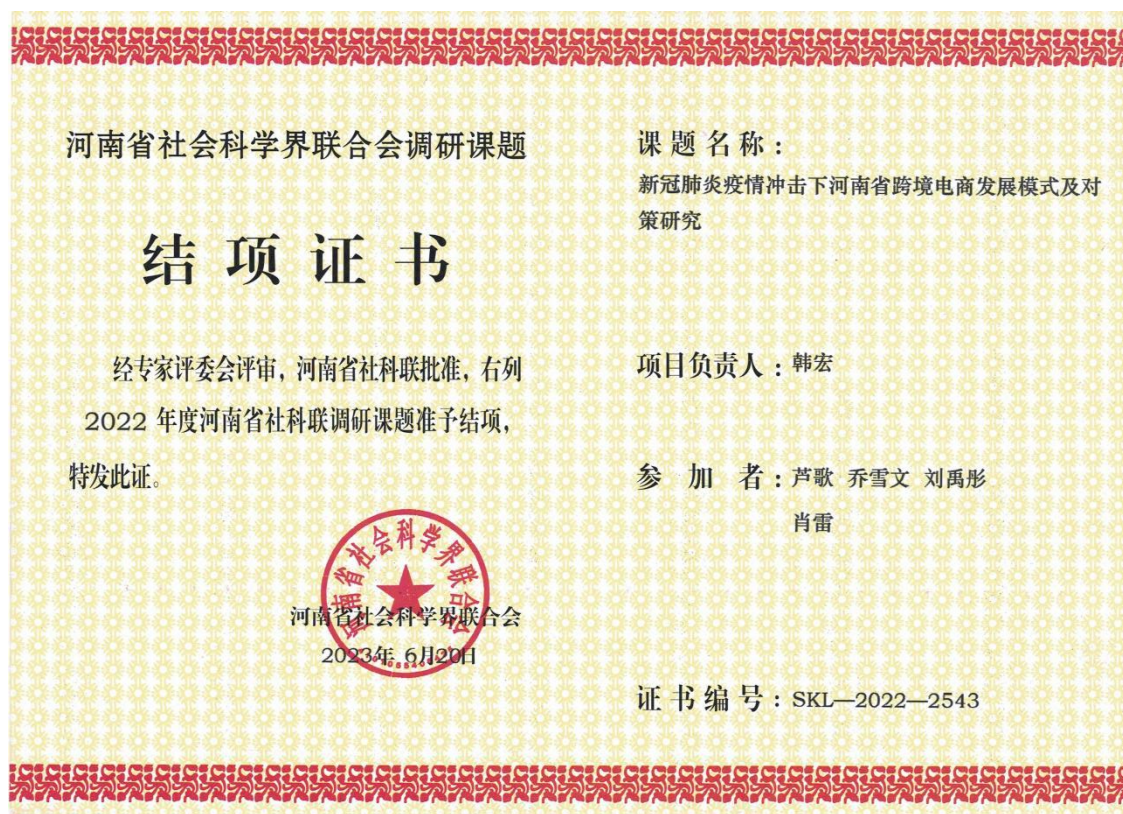 河南省社会科学界联合会调研课题
结项证书
经专家评委会评审，河南省社科联批准，右列
2022 年度河南省社科联调研课题准予结项，
特发此证。
河南省社会科学界联合会
河南省社会科学界联合会
2023年 6月20日
课题名称：
新冠肺炎疫情冲击下河南省跨境电商发展模式及对
策研究
项目负责人：韩宏
参加者：芦歌 乔雪文 刘禹彤
肖雷
证书编号：SKL—2022—2543